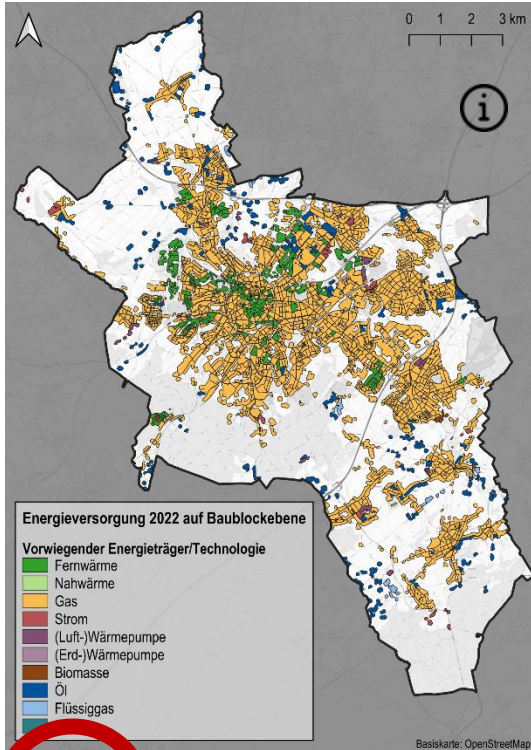 0 1 2 3 km
i
Energieversorgung 2022 auf Baublockebene
Vorwiegender Energieträger/Technologie
Fernwärme
Nahwärme
Gas
Strom
(Luft-)Wärmepumpe
(Erd-)Wärmepumpe
Biomasse
Öl
Flüssiggas
Basiskarte: OpenStreetMap